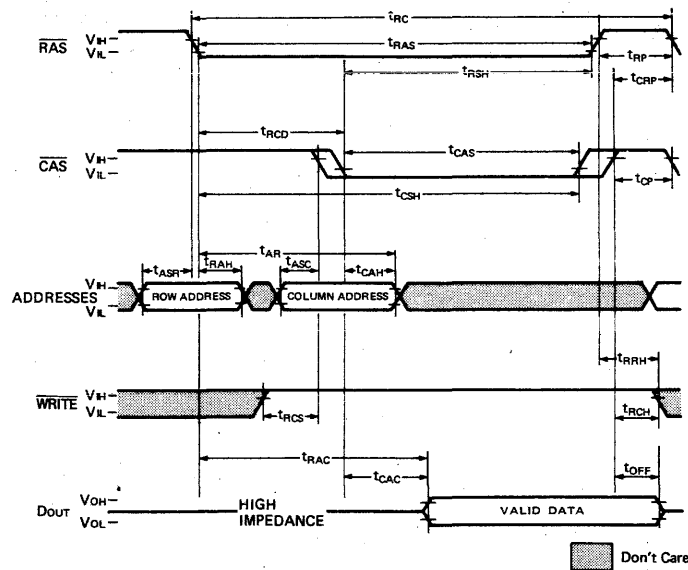 tRC
RAS VIH
VIL
tRAS
tRP
tRSH
tCRP
tRCD
CAS VIH
VIL
tCAS
tCP
tCSH
tAR
tASR
tRAH
tASC
tCAH
ADDRESSES VIH
VIL
ROW ADDRESS
COLUMN ADDRESS
tRRH
WRITE VIH
VIL
tRCS
tRCH
tRAC
tCAC
tOFF
DOUT VOH
VOL
HIGH
IMPEDANCE
VALID DATA
Don't Care